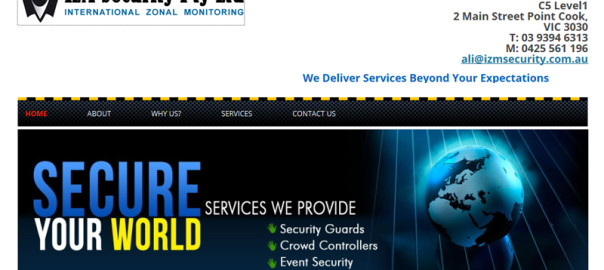 IZM Security Pty Ltd
INTERNATIONAL ZONAL MONITORING
C5 Level1
2 Main Street Point Cook,
VIC 3030
T: 03 9394 6313
M: 0425 561 196
ali@izmsecurity.com.au
We Deliver Services Beyond Your Expectations
HOME ABOUT WHY US? SERVICES CONTACT US
SECURE
YOUR WORLD
SERVICES WE PROVIDE
Security Guards
Crowd Controllers
Event Security